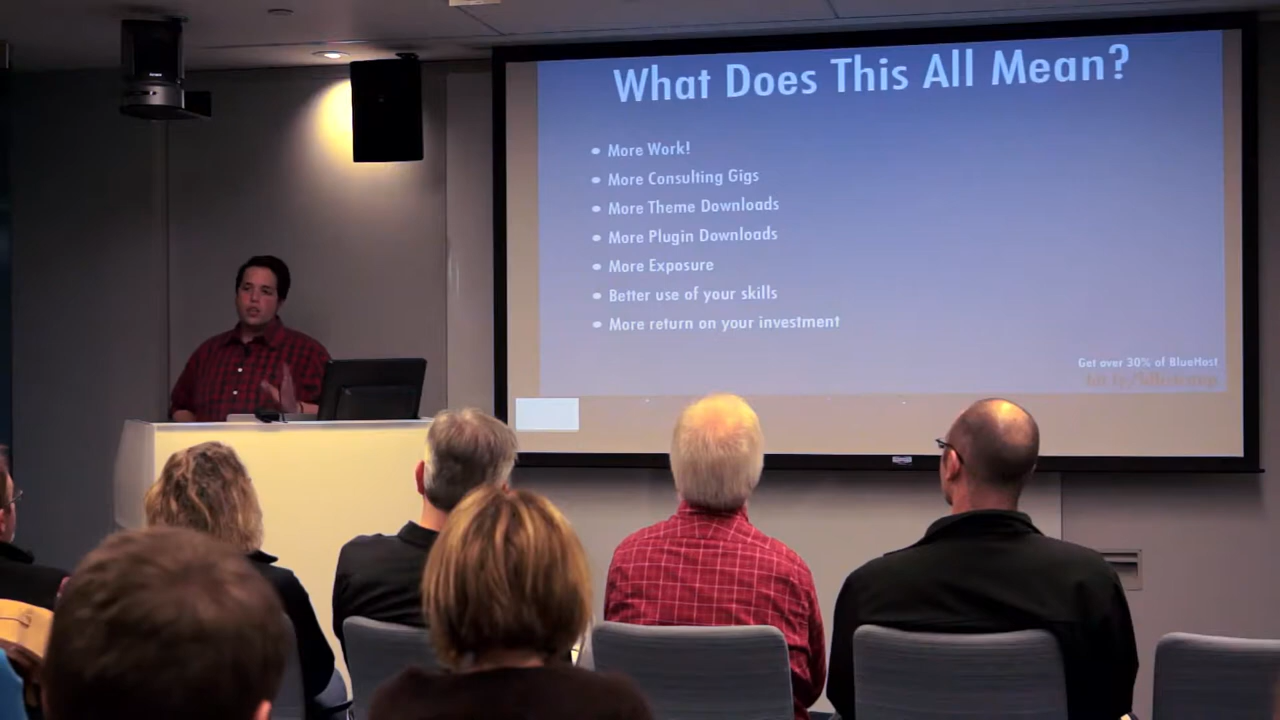 What Does This All Mean?
• More Work!
• More Consulting Gigs
• More Theme Downloads
• More Plugin Downloads
• More Exposure
• Better use of your skills
• More return on your investment
Get over 30% of BlueHost